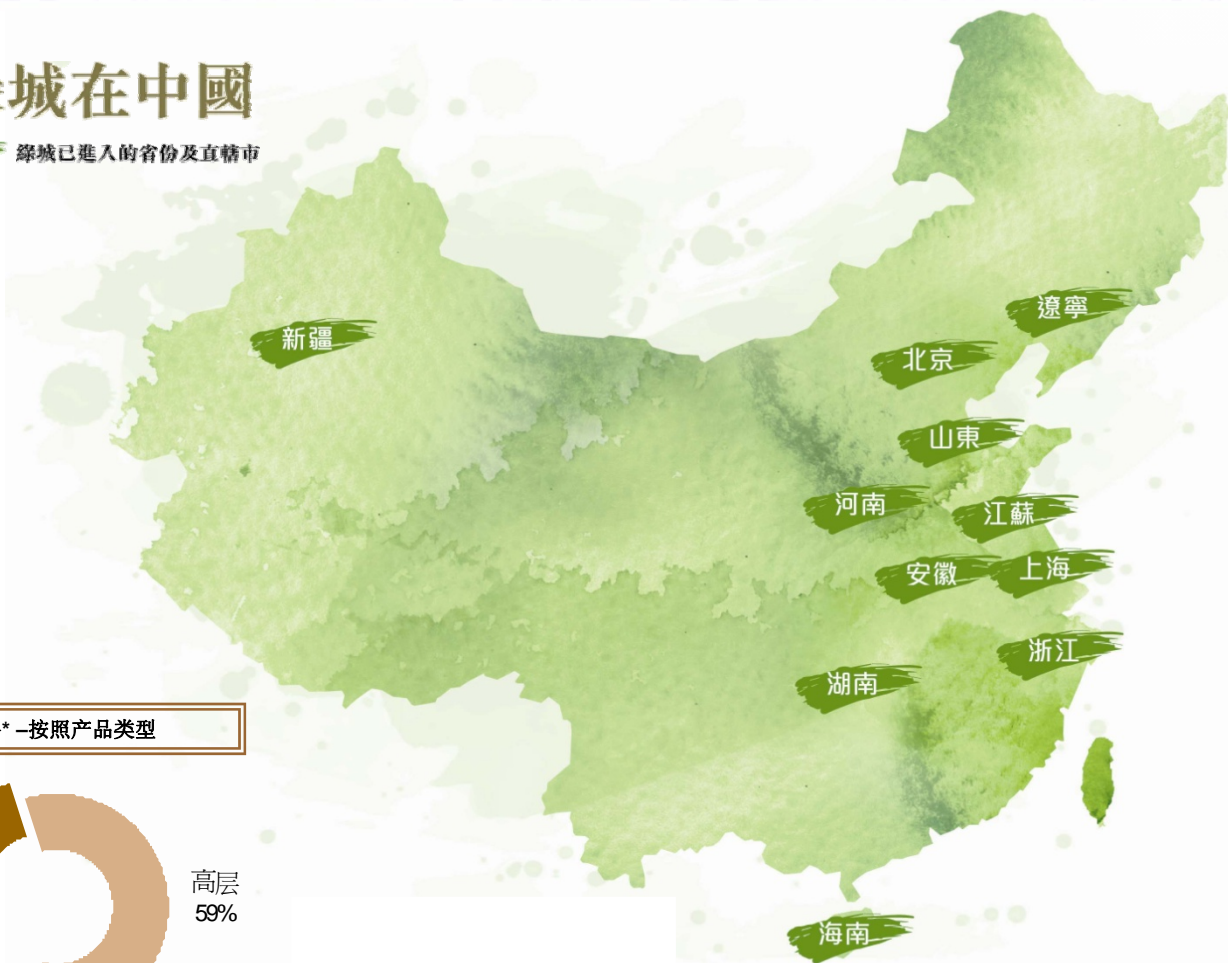 城在中國
綠城已進入的省份及直轄市
遼寧
新疆
北京
山東
河南
江蘇
安徽
上海
浙江
湖南
* –按照产品类型
高层
59%
海南